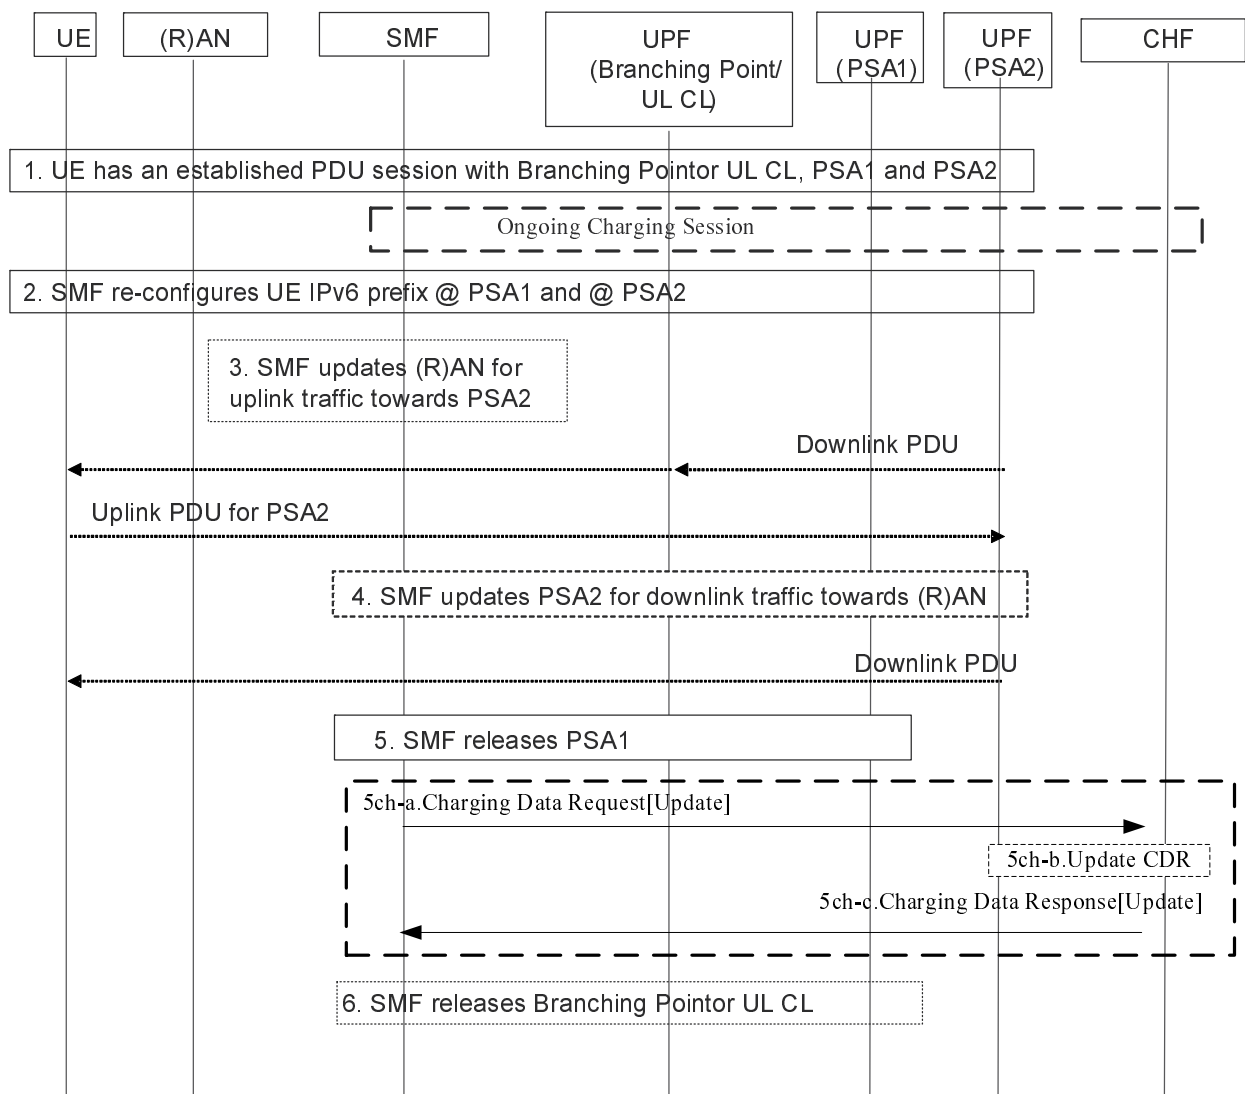 UE
(R)AN
SMF
UPF
(Branching Point/
UL CL)
UPF
(PSA1)
UPF
(PSA2)
CHF
1. UE has an established PDU session with Branching Pointor UL CL, PSA1 and PSA2
Ongoing Charging Session
2. SMF re-configures UE IPv6 prefix @ PSA1 and @ PSA2
3. SMF updates (R)AN for
uplink traffic towards PSA2
Downlink PDU
Uplink PDU for PSA2
4. SMF updates PSA2 for downlink traffic towards (R)AN
Downlink PDU
5. SMF releases PSA1
5ch-a.Charging Data Request[Update]
5ch-b.Update CDR
5ch-c.Charging Data Response[Update]
6. SMF releases Branching Pointor UL CL